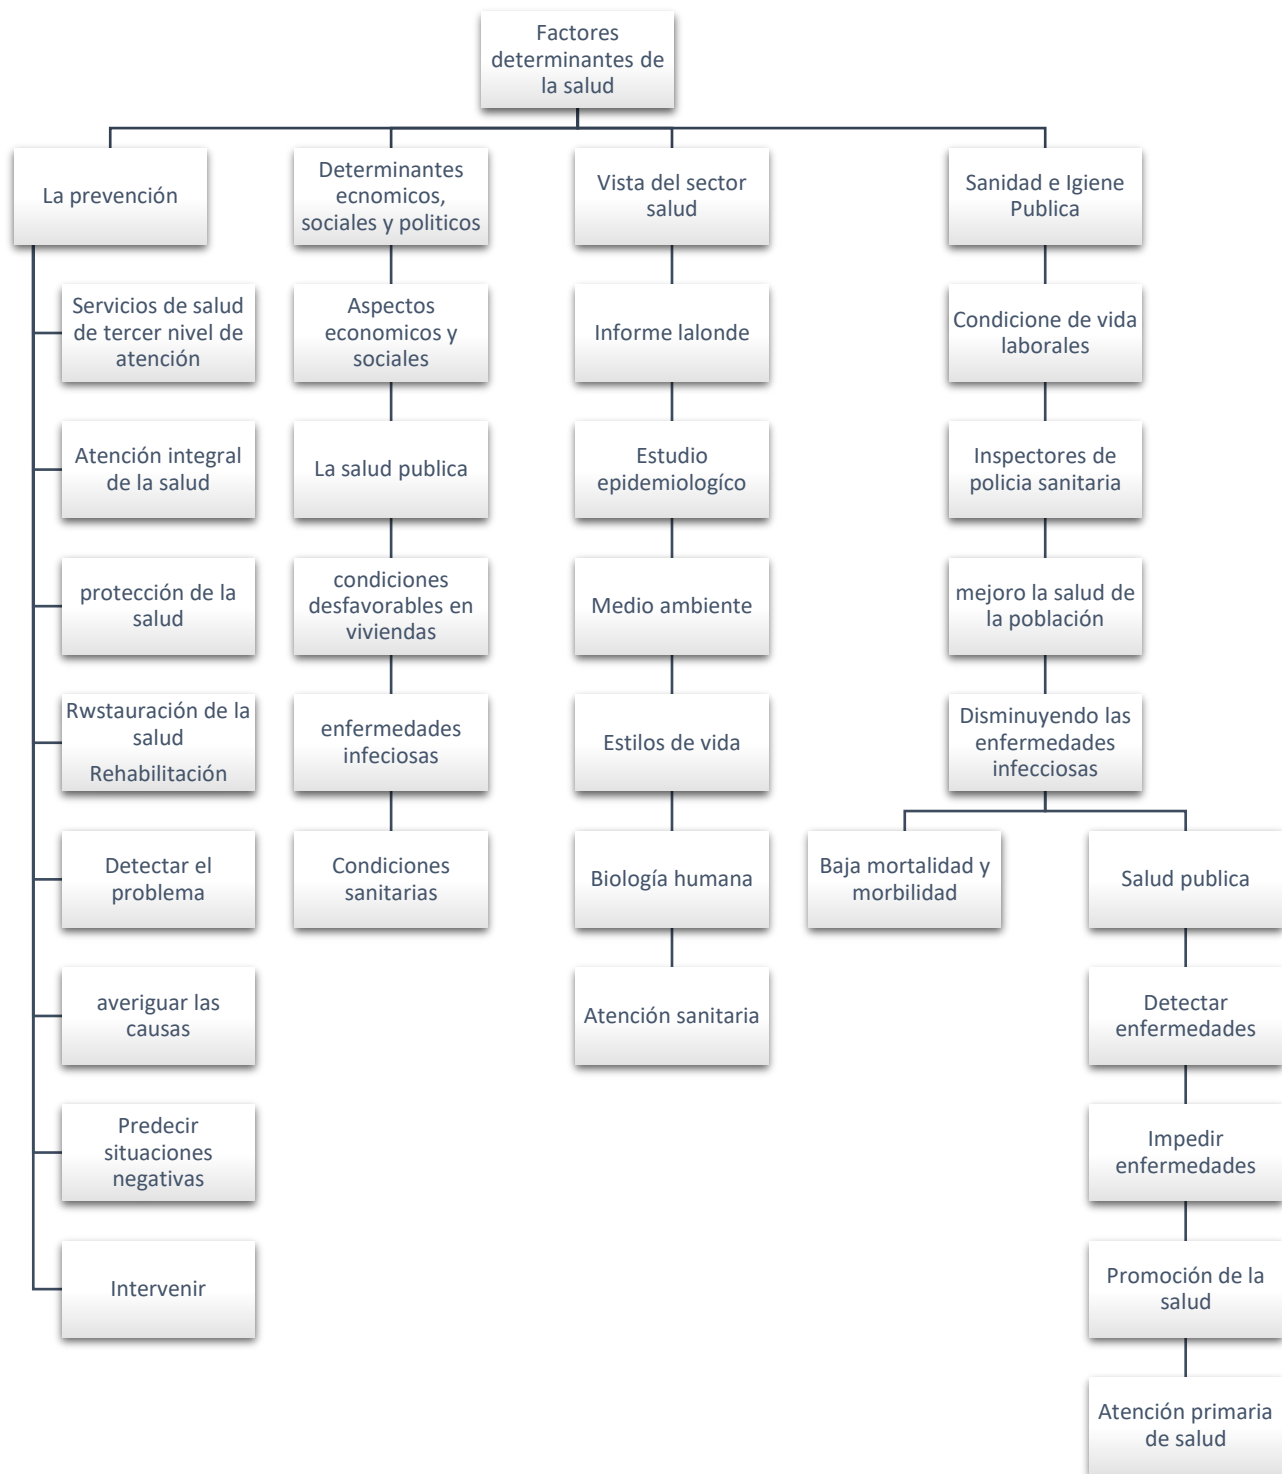 Factores
determinantes de
la salud
La prevención
Servicios de salud
de tercer nivel de
atención
Atención integral
de la salud
protección de la
salud
Rwstauración de la
salud
Rehabilitación
Detectar el
problema
averiguar las
causas
Predecir
situaciones
negativas
Intervenir
Determinantes
ecnomicos,
sociales y politicos
Aspectos
economicos y
sociales
La salud publica
condiciones
desfavorables en
viviendas
enfermedades
infeciosas
Condiciones
sanitarias
Vista del sector
salud
Informe lalonde
Estudio
epidemiologíco
Medio ambiente
Estilos de vida
Biología humana
Atención sanitaria
Sanidad e Igiene
Publica
Condicione de vida
laborales
Inspectores de
policia sanitaria
mejoro la salud de
la población
Disminuyendo las
enfermedades
infecciosas
Baja mortalidad y
morbilidad
Salud publica
Detectar
enfermedades
Impedir
enfermedades
Promoción de la
salud
Atención primaria
de salud